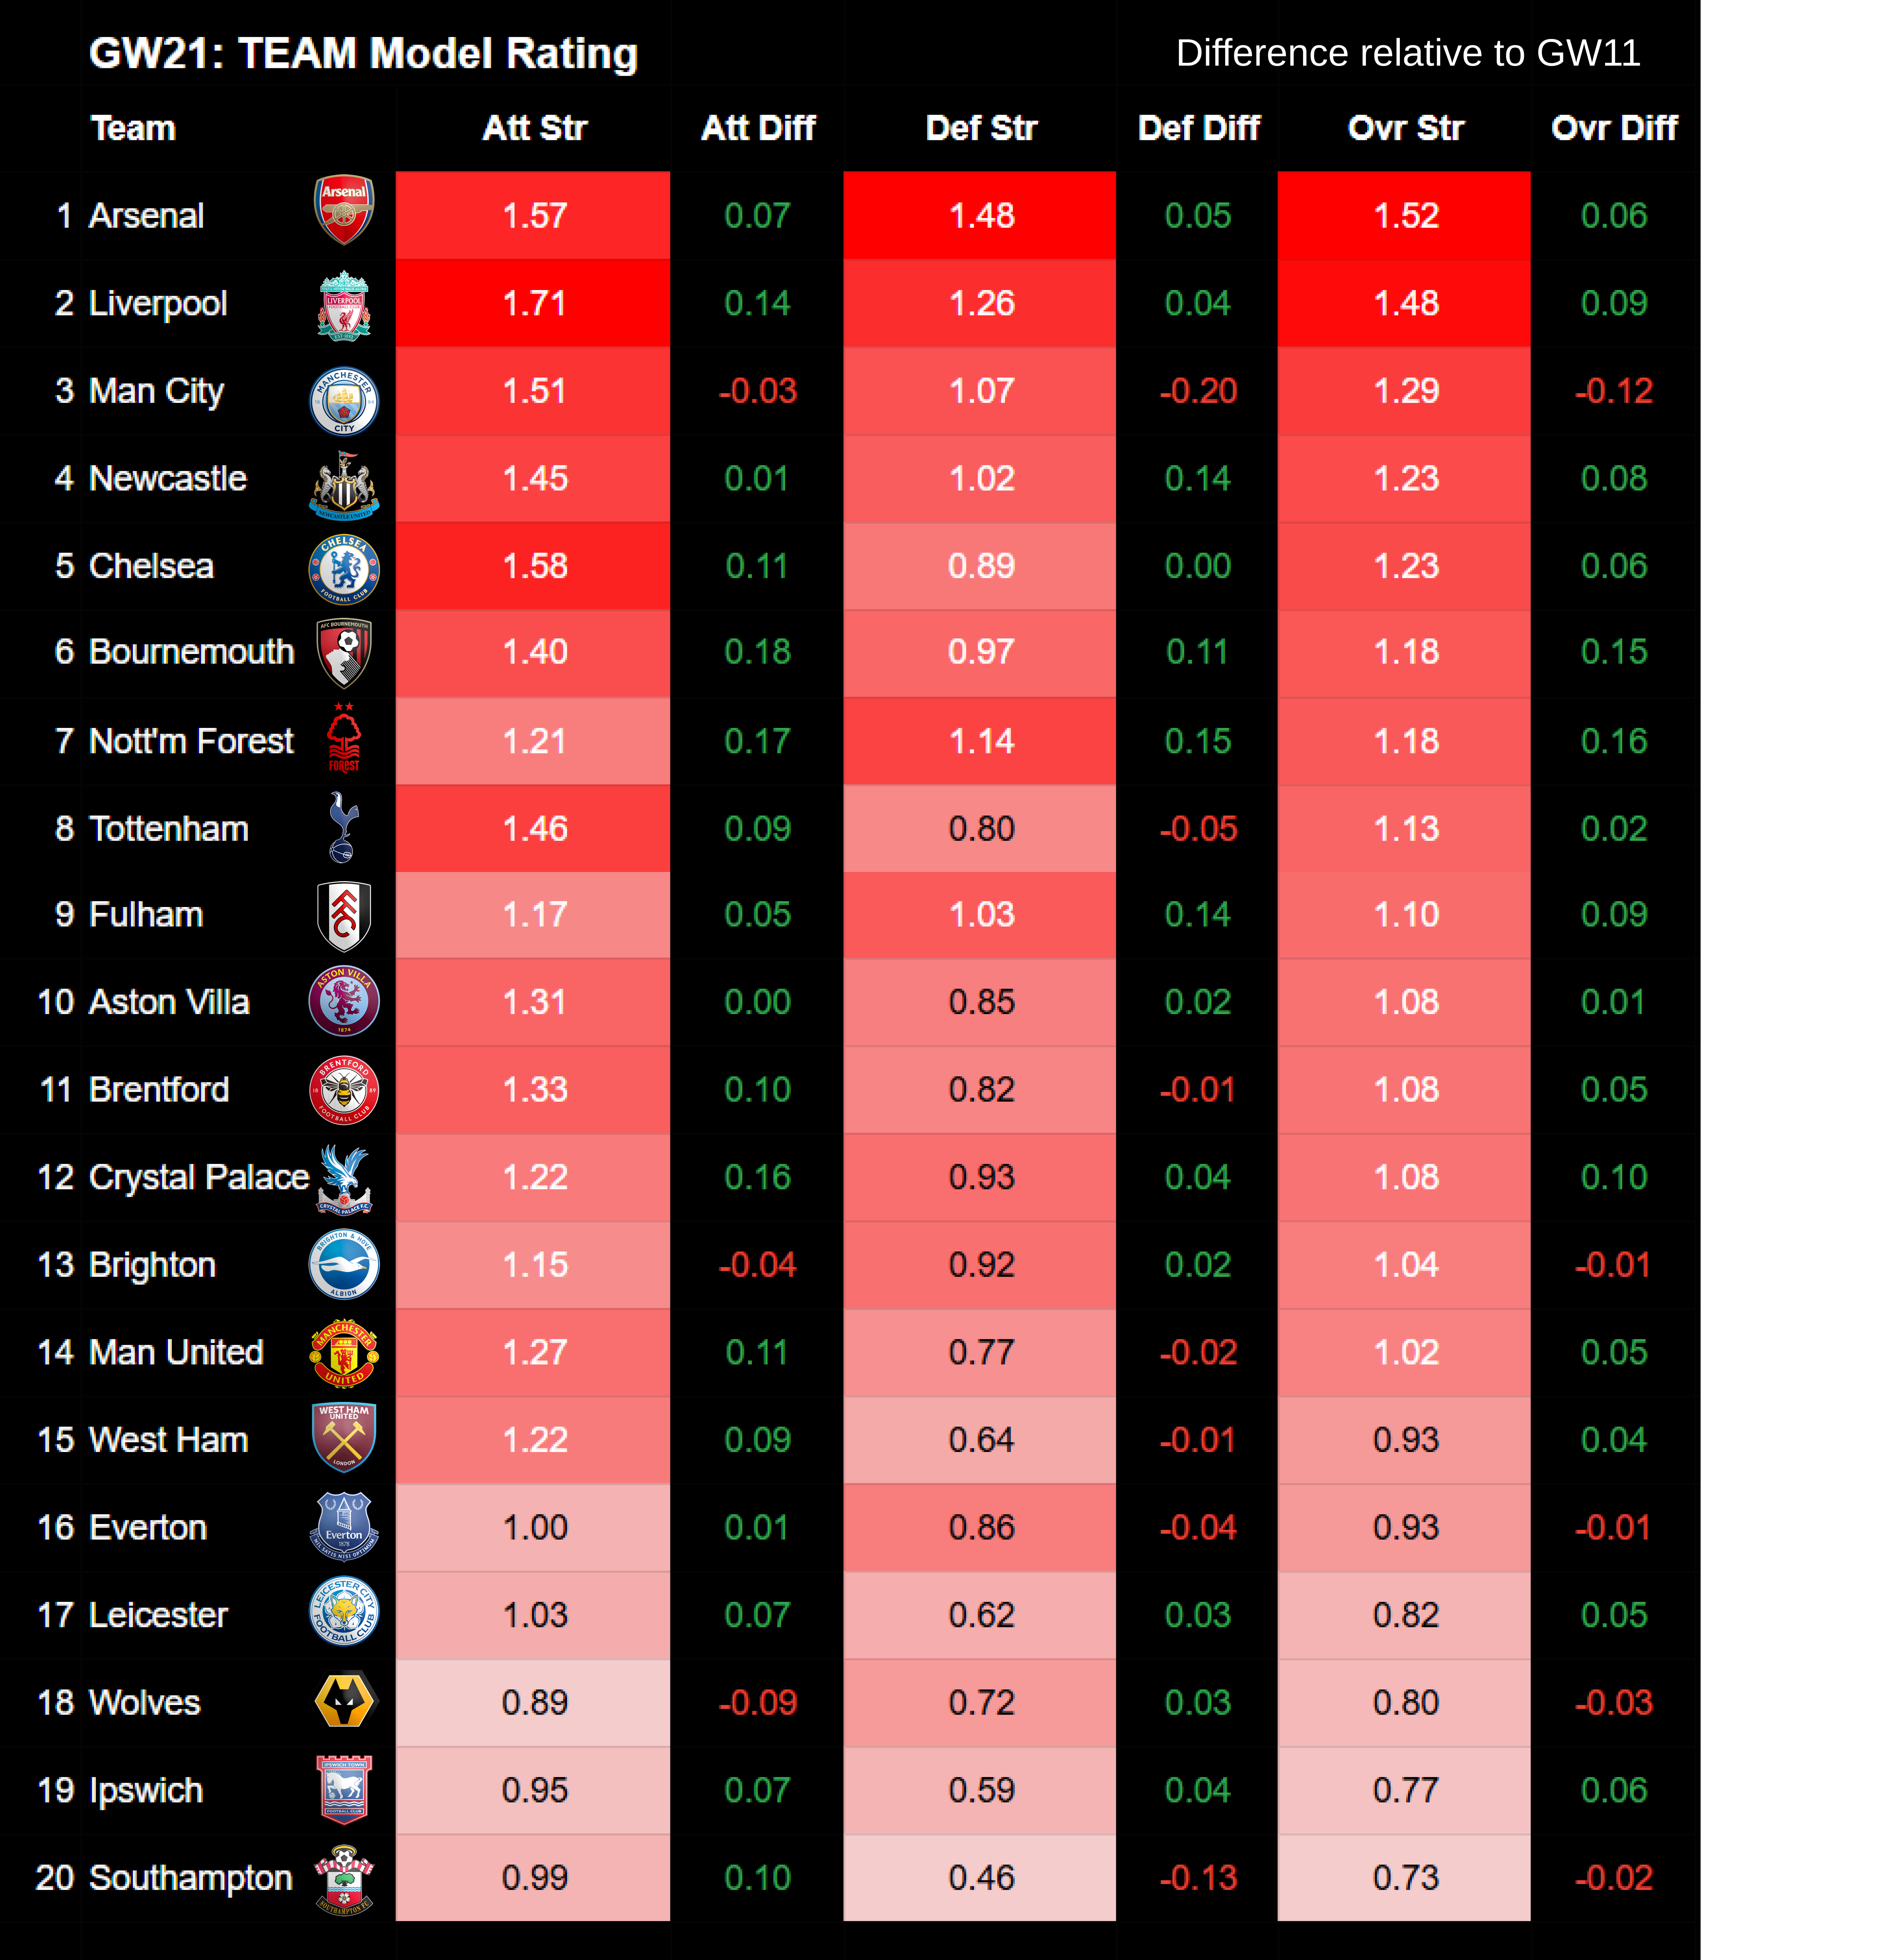 GW21: TEAM Model Rating Difference relative to GW11
Team Att Str Att Diff Def Str Def Diff Ovr Str Ovr Diff
1 Arsenal 1.57 0.07 1.48 0.05 1.52 0.06
2 Liverpool 1.71 0.14 1.26 0.04 1.48 0.09
3 Man City 1.51 -0.03 1.07 -0.20 1.29 -0.12
4 Newcastle 1.45 0.01 1.02 0.14 1.23 0.08
5 Chelsea 1.58 0.11 0.89 0.00 1.23 0.06
6 Bournemouth 1.40 0.18 0.97 0.11 1.18 0.15
7 Nott'm Forest 1.21 0.17 1.14 0.15 1.18 0.16
8 Tottenham 1.46 0.09 0.80 -0.05 1.13 0.02
9 Fulham 1.17 0.05 1.03 0.14 1.10 0.09
10 Aston Villa 1.31 0.00 0.85 0.02 1.08 0.01
11 Brentford 1.33 0.10 0.82 -0.01 1.08 0.05
12 Crystal Palace 1.22 0.16 0.93 0.04 1.08 0.10
13 Brighton 1.15 -0.04 0.92 0.02 1.04 -0.01
14 Man United 1.27 0.11 0.77 -0.02 1.02 0.05
15 West Ham 1.22 0.09 0.64 -0.01 0.93 0.04
16 Everton 1.00 0.01 0.86 -0.04 0.93 -0.01
17 Leicester 1.03 0.07 0.62 0.03 0.82 0.05
18 Wolves 0.89 -0.09 0.72 0.03 0.80 -0.03
19 Ipswich 0.95 0.07 0.59 0.04 0.77 0.06
20 Southampton 0.99 0.10 0.46 -0.13 0.73 -0.02